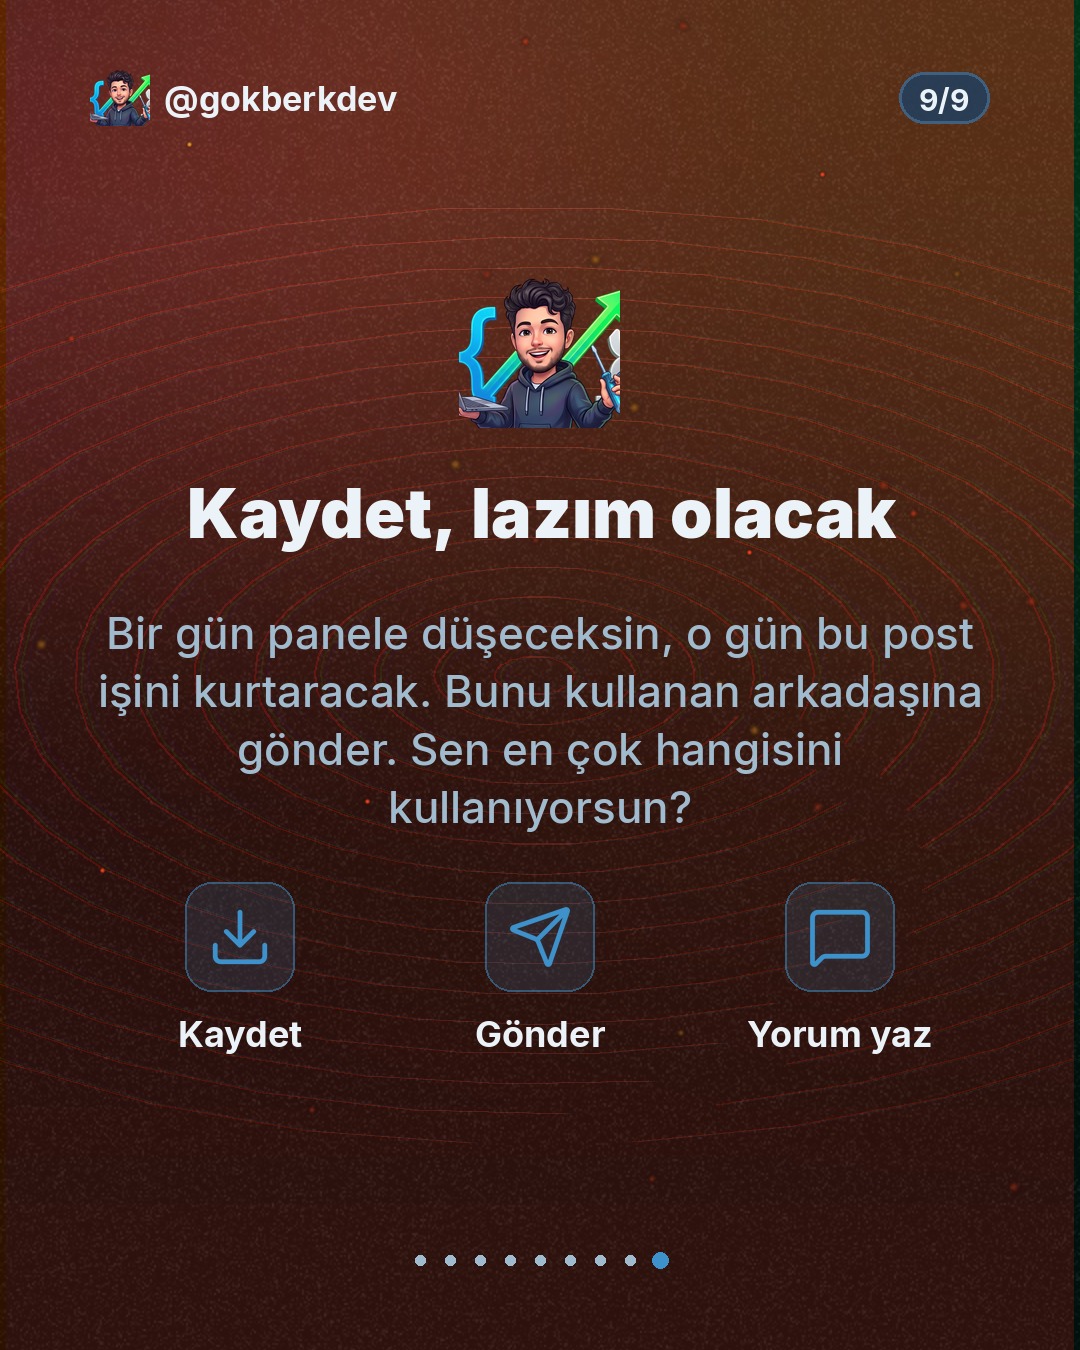 @gokberkdev
9/9
Kaydet, lazım olacak
Bir gün panele düşeceksin, o gün bu post
işini kurtaracak. Bunu kullanan arkadaşına
gönder. Sen en çok hangisini
kullanıyorsun?
Kaydet
Gönder
Yorum yaz